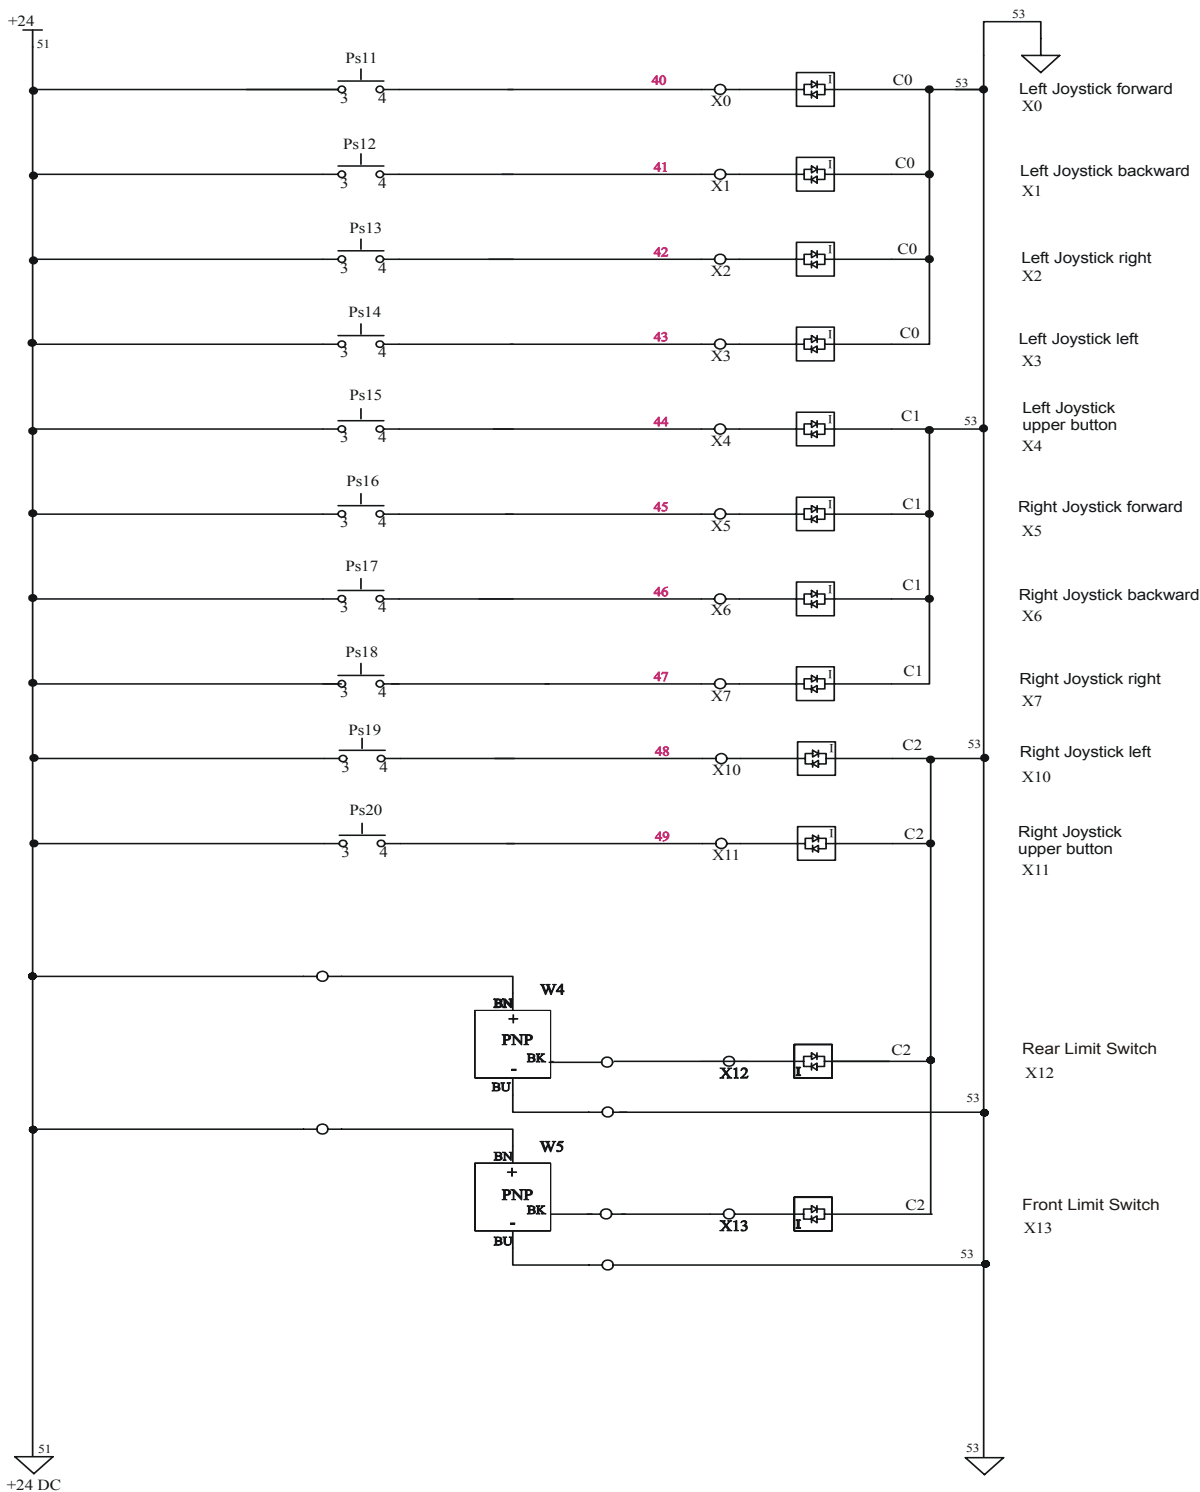 +24
51
53
Ps11
3 4
40
X0
I
C0
53
Left Joystick forward
X0
Ps12
3 4
41
X1
I
C0
Left Joystick backward
X1
Ps13
3 4
42
X2
I
C0
Left Joystick right
X2
Ps14
3 4
43
X3
I
C0
Left Joystick left
X3
Ps15
3 4
44
X4
I
C1
53
Left Joystick
upper button
X4
Ps16
3 4
45
X5
I
C1
Right Joystick forward
X5
Ps17
3 4
46
X6
I
C1
Right Joystick backward
X6
Ps18
3 4
47
X7
I
C1
Right Joystick right
X7
Ps19
3 4
48
X10
I
C2
53
Right Joystick left
X10
Ps20
3 4
49
X11
I
C2
Right Joystick
upper button
X11
W4
BN
+
PNP
BK
-
BU
X12
I
C2
53
Rear Limit Switch
X12
W5
BN
+
PNP
BK
-
BU
X13
I
C2
53
Front Limit Switch
X13
51
+24 DC
53